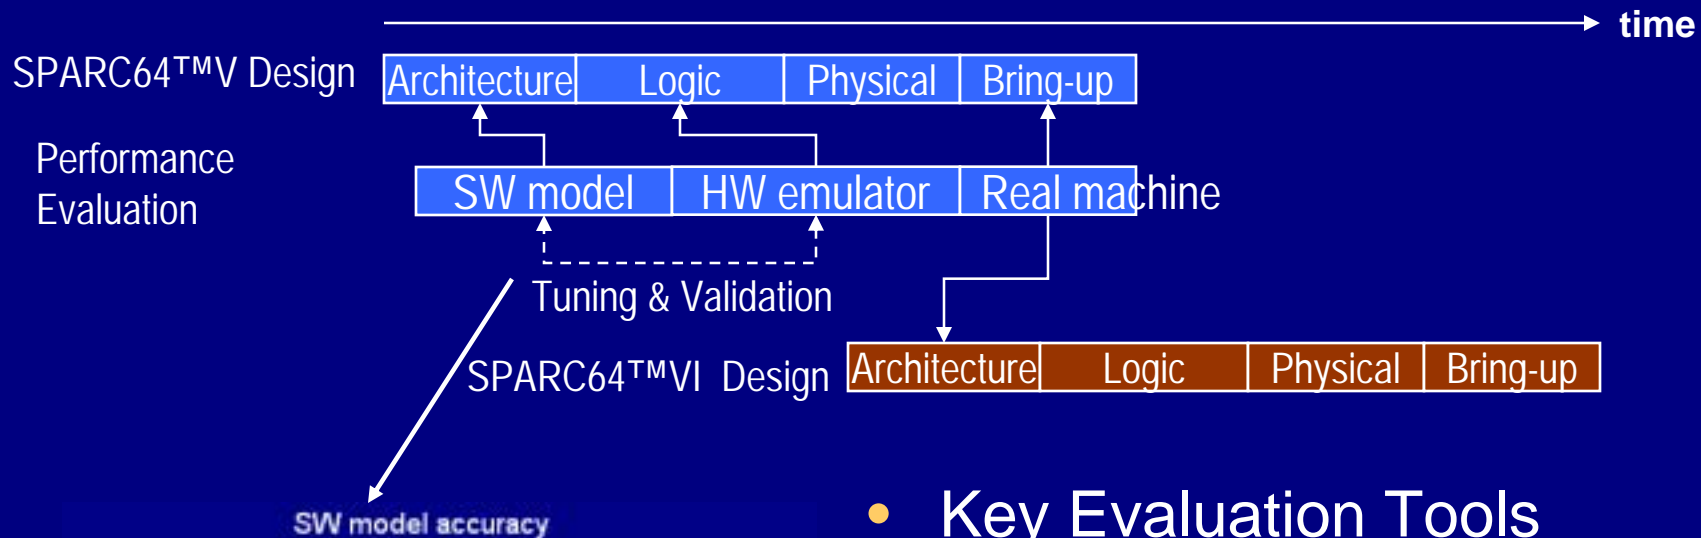 time
SPARC64™V Design
Architecture Logic Physical Bring-up
Performance
Evaluation
SW model HW emulator Real machine
Tuning & Validation
SPARC64™VI Design
Architecture Logic Physical Bring-up
SW model accuracy
• Key Evaluation Tools